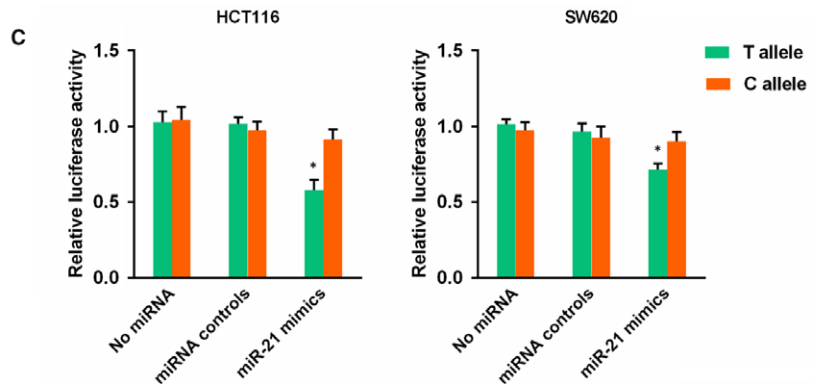 C
HCT116
Relative luciferase activity
1.5
1.0
0.5
0.0
*
No miRNA
miRNA controls
miR-21 mimics
SW620
Relative luciferase activity
1.5
1.0
0.5
0.0
*
No miRNA
miRNA controls
miR-21 mimics
T allele
C allele